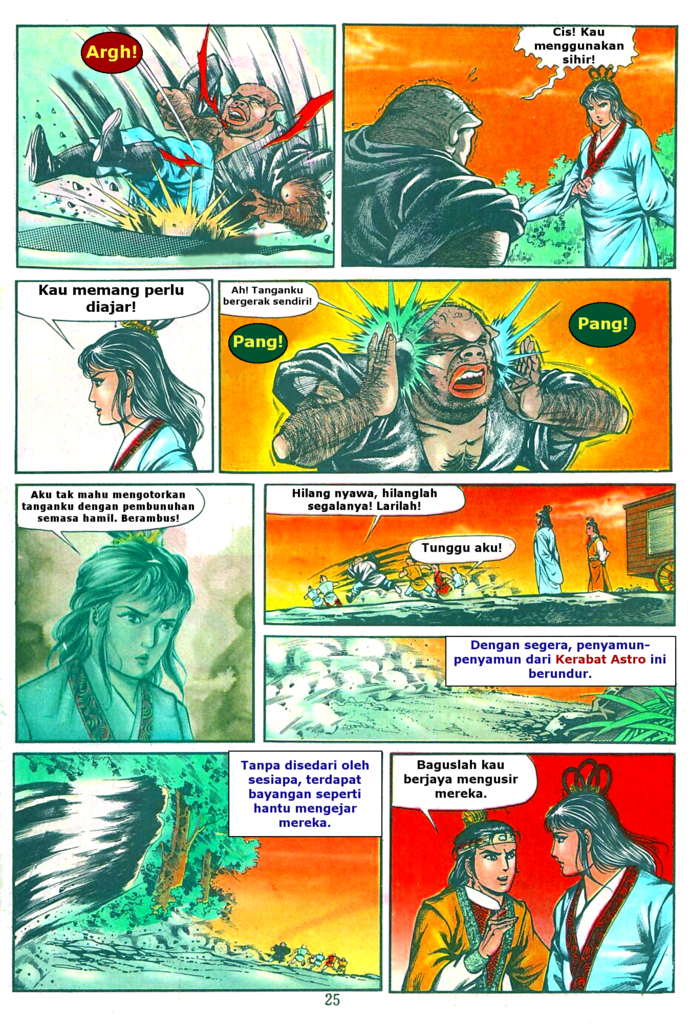 Argh!
Cis! Kau
menggunakan
sihir!
Kau memang perlu
diajar!
Ah! Tanganku
bergerak sendiri!
Pang!
Pang!
Aku tak mahu mengotorkan
tanganku dengan pembunuhan
semasa hamil. Berambus!
Hilang nyawa, hilanglah
segalanya! Larilah!
Tunggu aku!
Dengan segera, penyamun-
penyamun dari Kerabat Astro ini
berundur.
Tanpa disedari oleh
sesiapa, terdapat
bayangan seperti
hantu mengejar
mereka.
Baguslah kau
berjaya mengusir
mereka.
25